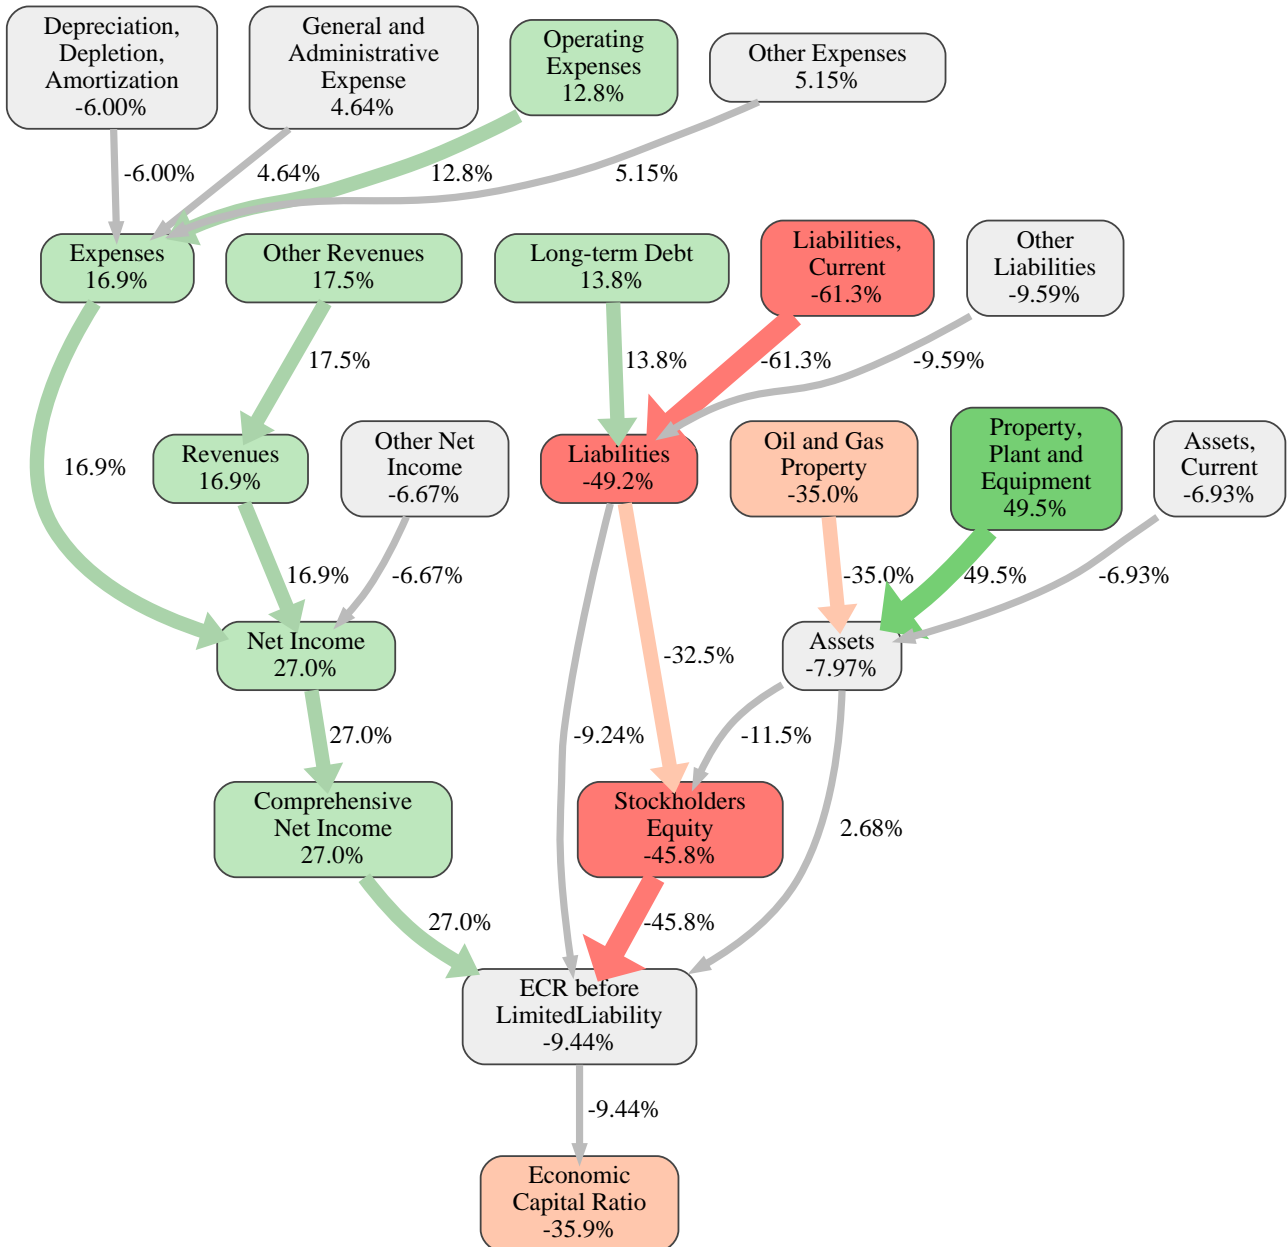 Depreciation,
Depletion,
Amortization
-6.00%
General and
Administrative
Expense
4.64%
Operating
Expenses
12.8%
Other Expenses
5.15%
-6.00%
4.64%
12.8%
5.15%
Expenses
16.9%
Other Revenues
17.5%
Long-term Debt
13.8%
Liabilities,
Current
-61.3%
Other
Liabilities
-9.59%
17.5%
13.8%
-61.3%
-9.59%
16.9%
Revenues
16.9%
Other Net
Income
-6.67%
Liabilities
-49.2%
Oil and Gas
Property
-35.0%
Property,
Plant and
Equipment
49.5%
Assets,
Current
-6.93%
16.9%
-6.67%
-35.0%
49.5%
-6.93%
Net Income
27.0%
-32.5%
Assets
-7.97%
27.0%
-9.24%
-11.5%
Comprehensive
Net Income
27.0%
Stockholders
Equity
-45.8%
2.68%
27.0%
-45.8%
ECR before
LimitedLiability
-9.44%
-9.44%
Economic
Capital Ratio
-35.9%